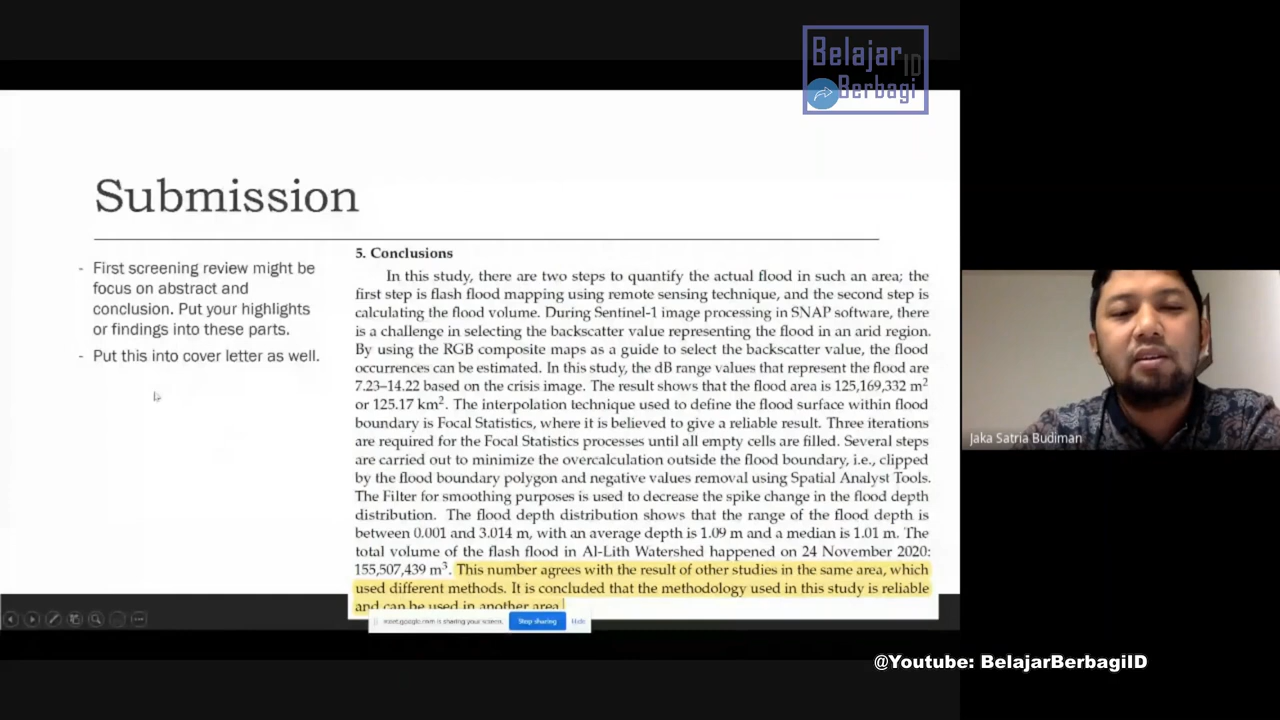 Belajar
ID
Berbagi
Submission
- First screening review might be
focus on abstract and
conclusion. Put your highlights
or findings into these parts.
- Put this into cover letter as well.
5. Conclusions
In this study, there are two steps to quantify the actual flood in such an area; the
first step is flash flood mapping using remote sensing technique, and the second step is
calculating the flood volume. During Sentinel-1 image processing in SNAP software, there
is a challenge in selecting the backscatter value representing the flood in an arid region.
By using the RGB composite maps as a guide to select the backscatter value, the flood
occurrences can be estimated. In this study, the dB range values that represent the flood are
7.23–14.22 based on the crisis image. The result shows that the flood area is 125,169,332 m²
or 125.17 km². The interpolation technique used to define the flood surface within flood
boundary is Focal Statistics, where it is believed to give a reliable result. Three iterations
are required for the Focal Statistics processes until all empty cells are filled. Several steps
are carried out to minimize the overcalculation outside the flood boundary, i.e., clipped
by the flood boundary polygon and negative values removal using Spatial Analyst Tools.
The Filter for smoothing purposes is used to decrease the spike change in the flood depth
distribution. The flood depth distribution shows that the range of the flood depth is
between 0.001 and 3.014 m, with an average depth is 1.09 m and a median is 1.01 m. The
total volume of the flash flood in Al-Lith Watershed happened on 24 November 2020:
155,507,439 m³. This number agrees with the result of other studies in the same area, which
used different methods. It is concluded that the methodology used in this study is reliable
and can be used in another area.
meet.google.com is sharing your screen.
Stop sharing
Hide
Jaka Satria Budiman
@Youtube: BelajarBerbagiID